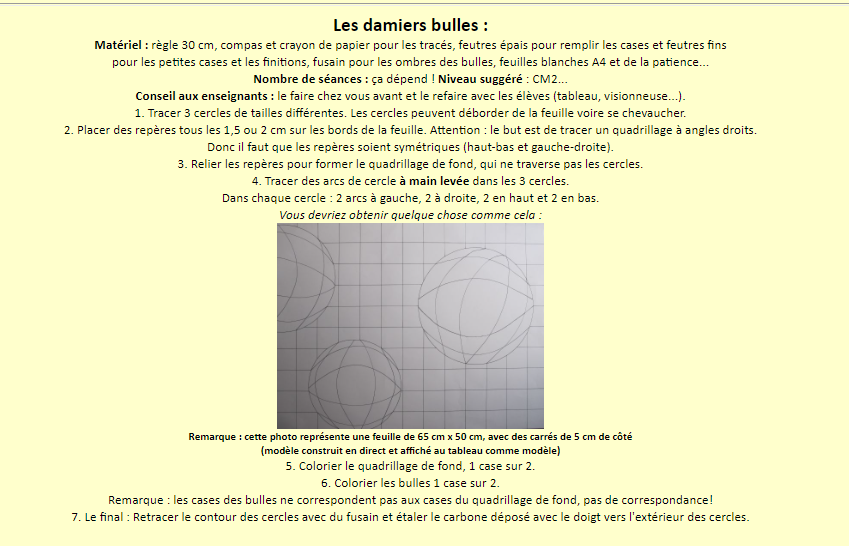 Les damiers bulles :
Matériel : règle 30 cm, compas et crayon de papier pour les tracés, feutres épais pour remplir les cases et feutres fins
pour les petites cases et les finitions, fusain pour les ombres des bulles, feuilles blanches A4 et de la patience...
Nombre de séances : ça dépend ! Niveau suggéré : CM2...
Conseil aux enseignants : le faire chez vous avant et le refaire avec les élèves (tableau, visionneuse...).
1. Tracer 3 cercles de tailles différentes. Les cercles peuvent déborder de la feuille voire se chevaucher.
2. Placer des repères tous les 1,5 ou 2 cm sur les bords de la feuille. Attention : le but est de tracer un quadrillage à angles droits.
Donc il faut que les repères soient symétriques (haut-bas et gauche-droite).
3. Relier les repères pour former le quadrillage de fond, qui ne traverse pas les cercles.
4. Tracer des arcs de cercle à main levée dans les 3 cercles.
Dans chaque cercle : 2 arcs à gauche, 2 à droite, 2 en haut et 2 en bas.
Vous devriez obtenir quelque chose comme cela :
Remarque : cette photo représente une feuille de 65 cm x 50 cm, avec des carrés de 5 cm de côté
(modèle construit en direct et affiché au tableau comme modèle)
5. Colorier le quadrillage de fond, 1 case sur 2.
6. Colorier les bulles 1 case sur 2.
Remarque : les cases des bulles ne correspondent pas aux cases du quadrillage de fond, pas de correspondance!
7. Le final : Retracer le contour des cercles avec du fusain et étaler le carbone déposé avec le doigt vers l'extérieur des cercles.